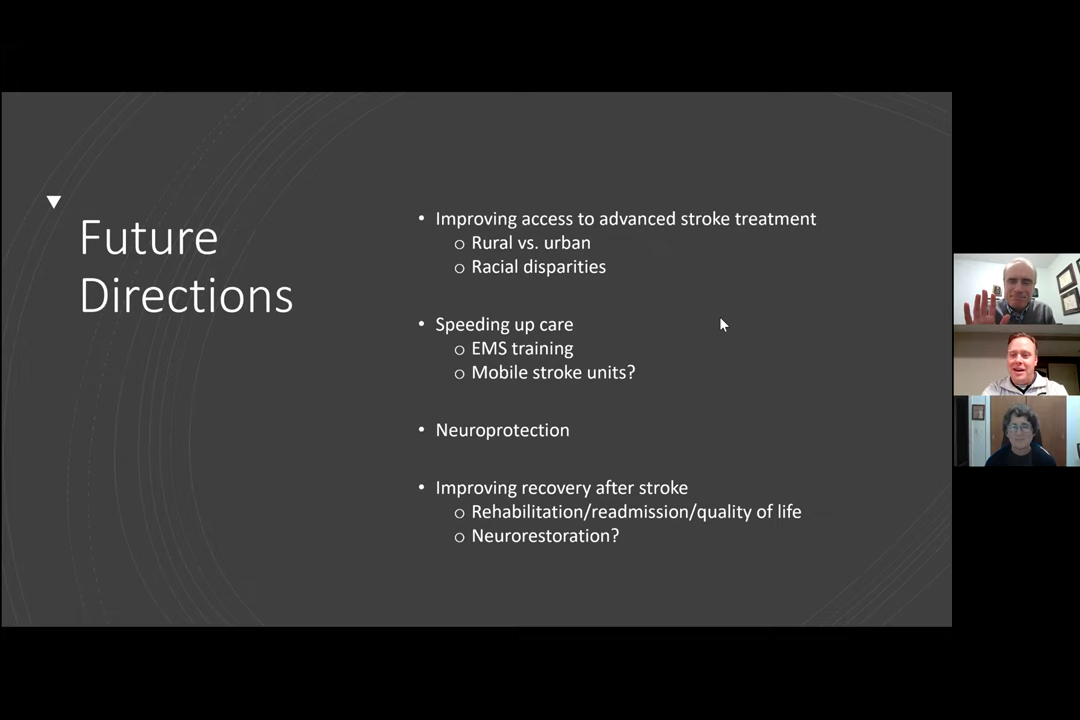 Future
Directions
• Improving access to advanced stroke treatment
o Rural vs. urban
o Racial disparities
• Speeding up care
o EMS training
o Mobile stroke units?
• Neuroprotection
• Improving recovery after stroke
o Rehabilitation/readmission/quality of life
o Neurorestoration?